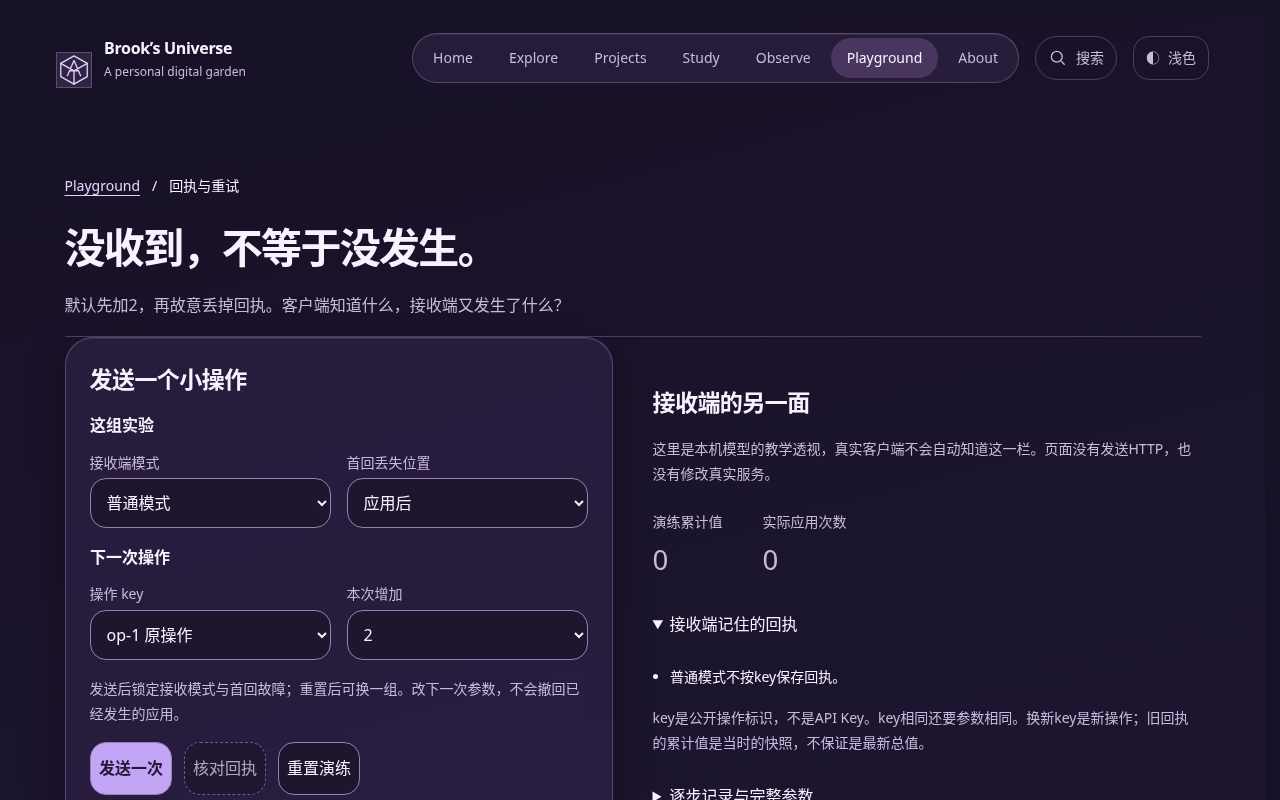 Brook’s Universe
A personal digital garden
Home Explore Projects Study Observe Playground About
搜索
浅色
Playground / 回执与重试
没收到，不等于没发生。
默认先加2，再故意丢掉回执。客户端知道什么，接收端又发生了什么？
发送一个小操作
这组实验
接收端模式 首回丢失位置
普通模式 应用后
下一次操作
操作 key 本次增加
op-1 原操作 2
发送后锁定接收模式与首回故障；重置后可换一组。改下一次参数，不会撤回已
经发生的应用。
发送一次 核对回执 重置演练
接收端的另一面
这里是本机模型的教学透视，真实客户端不会自动知道这一栏。页面没有发送HTTP，也
没有修改真实服务。
演练累计值 实际应用次数
0 0
接收端记住的回执
普通模式不按key保存回执。
key是公开操作标识，不是API Key。key相同还要参数相同。换新key是新操作；旧回执
的累计值是当时的快照，不保证是最新总值。
逐步记录与完整参数